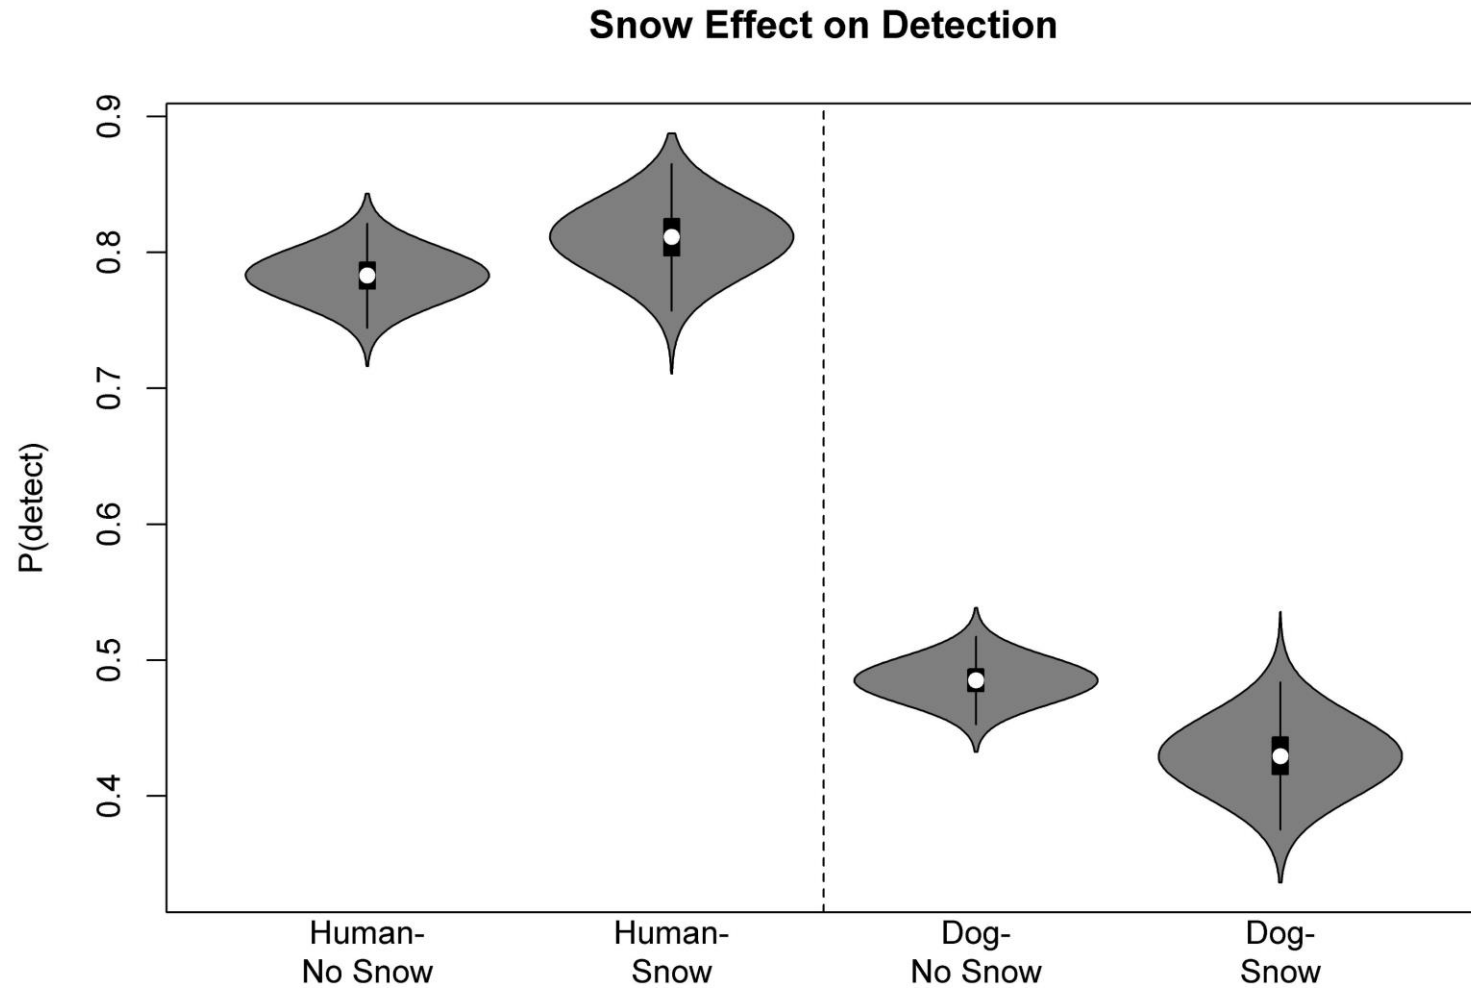 Snow Effect on Detection
P(detect)
0.9
0.8
0.7
0.6
0.5
0.4
Human-
No Snow
Human-
Snow
Dog-
No Snow
Dog-
Snow